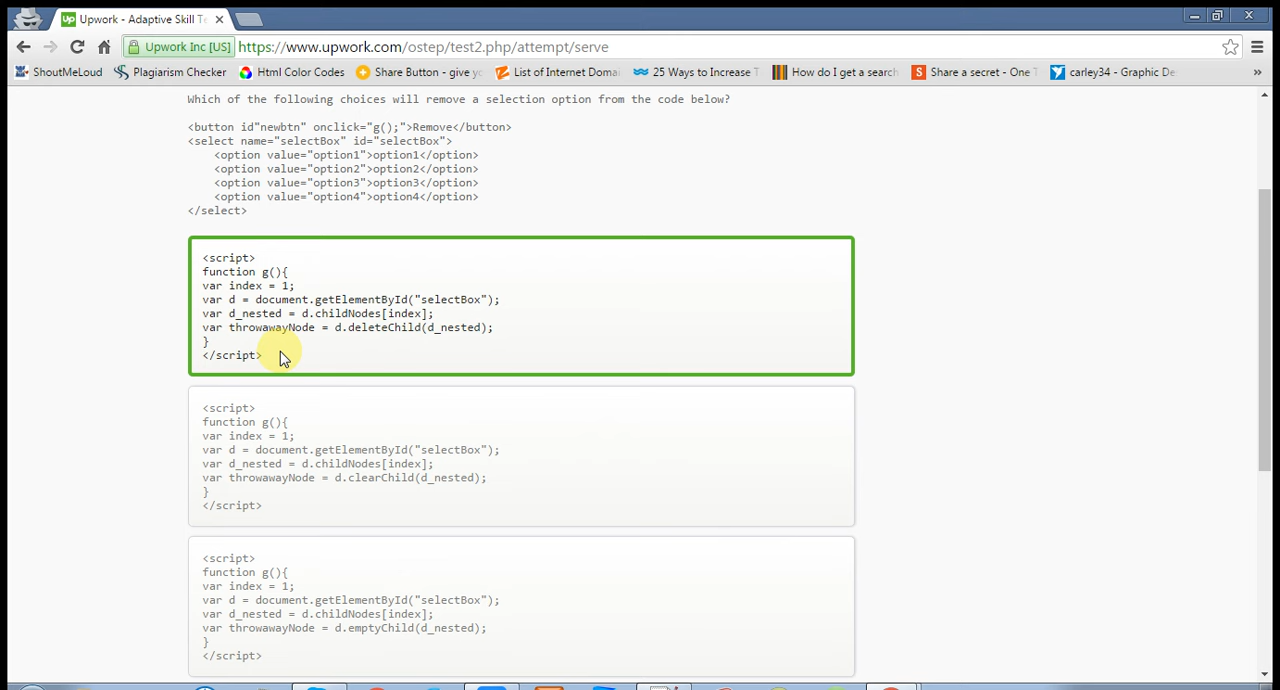 Upwork - Adaptive Skill Te
Upwork Inc [US] https://www.upwork.com/ostep/test2.php/attempt/serve
ShoutMeLoud Plagiarism Checker Html Color Codes Share Button - give yo List of Internet Domai 25 Ways to Increase T How do I get a search Share a secret - One T carley34 - Graphic De
Which of the following choices will remove a selection option from the code below?
<button id"newbtn" onclick="g();">Remove</button>
<select name="selectBox" id="selectBox">
<option value="option1">option1</option>
<option value="option2">option2</option>
<option value="option3">option3</option>
<option value="option4">option4</option>
</select>
<script>
function g(){
var index = 1;
var d = document.getElementById("selectBox");
var d_nested = d.childNodes[index];
var throwawayNode = d.deleteChild(d_nested);
}
</script>
<script>
function g(){
var index = 1;
var d = document.getElementById("selectBox");
var d_nested = d.childNodes[index];
var throwawayNode = d.clearChild(d_nested);
}
</script>
<script>
function g(){
var index = 1;
var d = document.getElementById("selectBox");
var d_nested = d.childNodes[index];
var throwawayNode = d.emptyChild(d_nested);
}
</script>